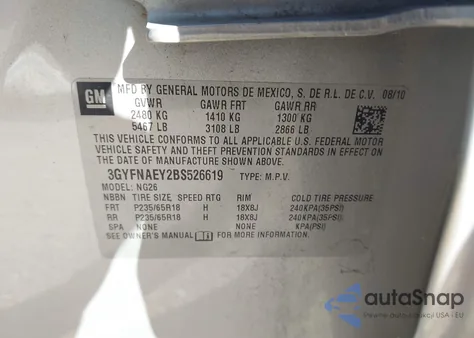 GM
MFD BY GENERAL MOTORS DE MEXICO, S. DE R.L. DE C.V. 08/10
GVWR GAWR FRT GAWR RR
2480 KG 1410 KG 1300 KG
5467 LB 3108 LB 2866 LB
THIS VEHICLE CONFORMS TO ALL APPLICABLE U.S. FEDERAL MOTOR
VEHICLE SAFETY AND THEFT PREVENTION STANDARDS IN EFFECT ON
THE DATE OF MANUFACTURE SHOWN ABOVE.
3GYFNAEY2BS526619 TYPE: M.P.V.
MODEL: NG26
NBBN TIRE SIZE SPEED RTG RIM COLD TIRE PRESSURE
FRT P235/65R18 H 18X8J 240KPA(35PSI)
RR P235/65R18 H 18X8J 240KPA(35PSI)
SPA NONE NONE KPA(PSI)
SEE OWNER'S MANUAL FOR MORE INFORMATION.
autoSnap
USA - EU